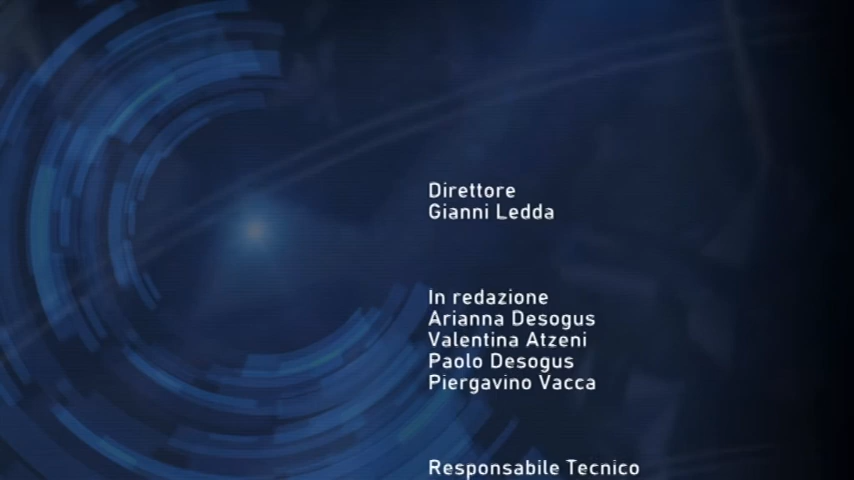 Direttore
Gianni Ledda
In redazione
Arianna Desogus
Valentina Atzeni
Paolo Desogus
Piergavino Vacca
Responsabile Tecnico